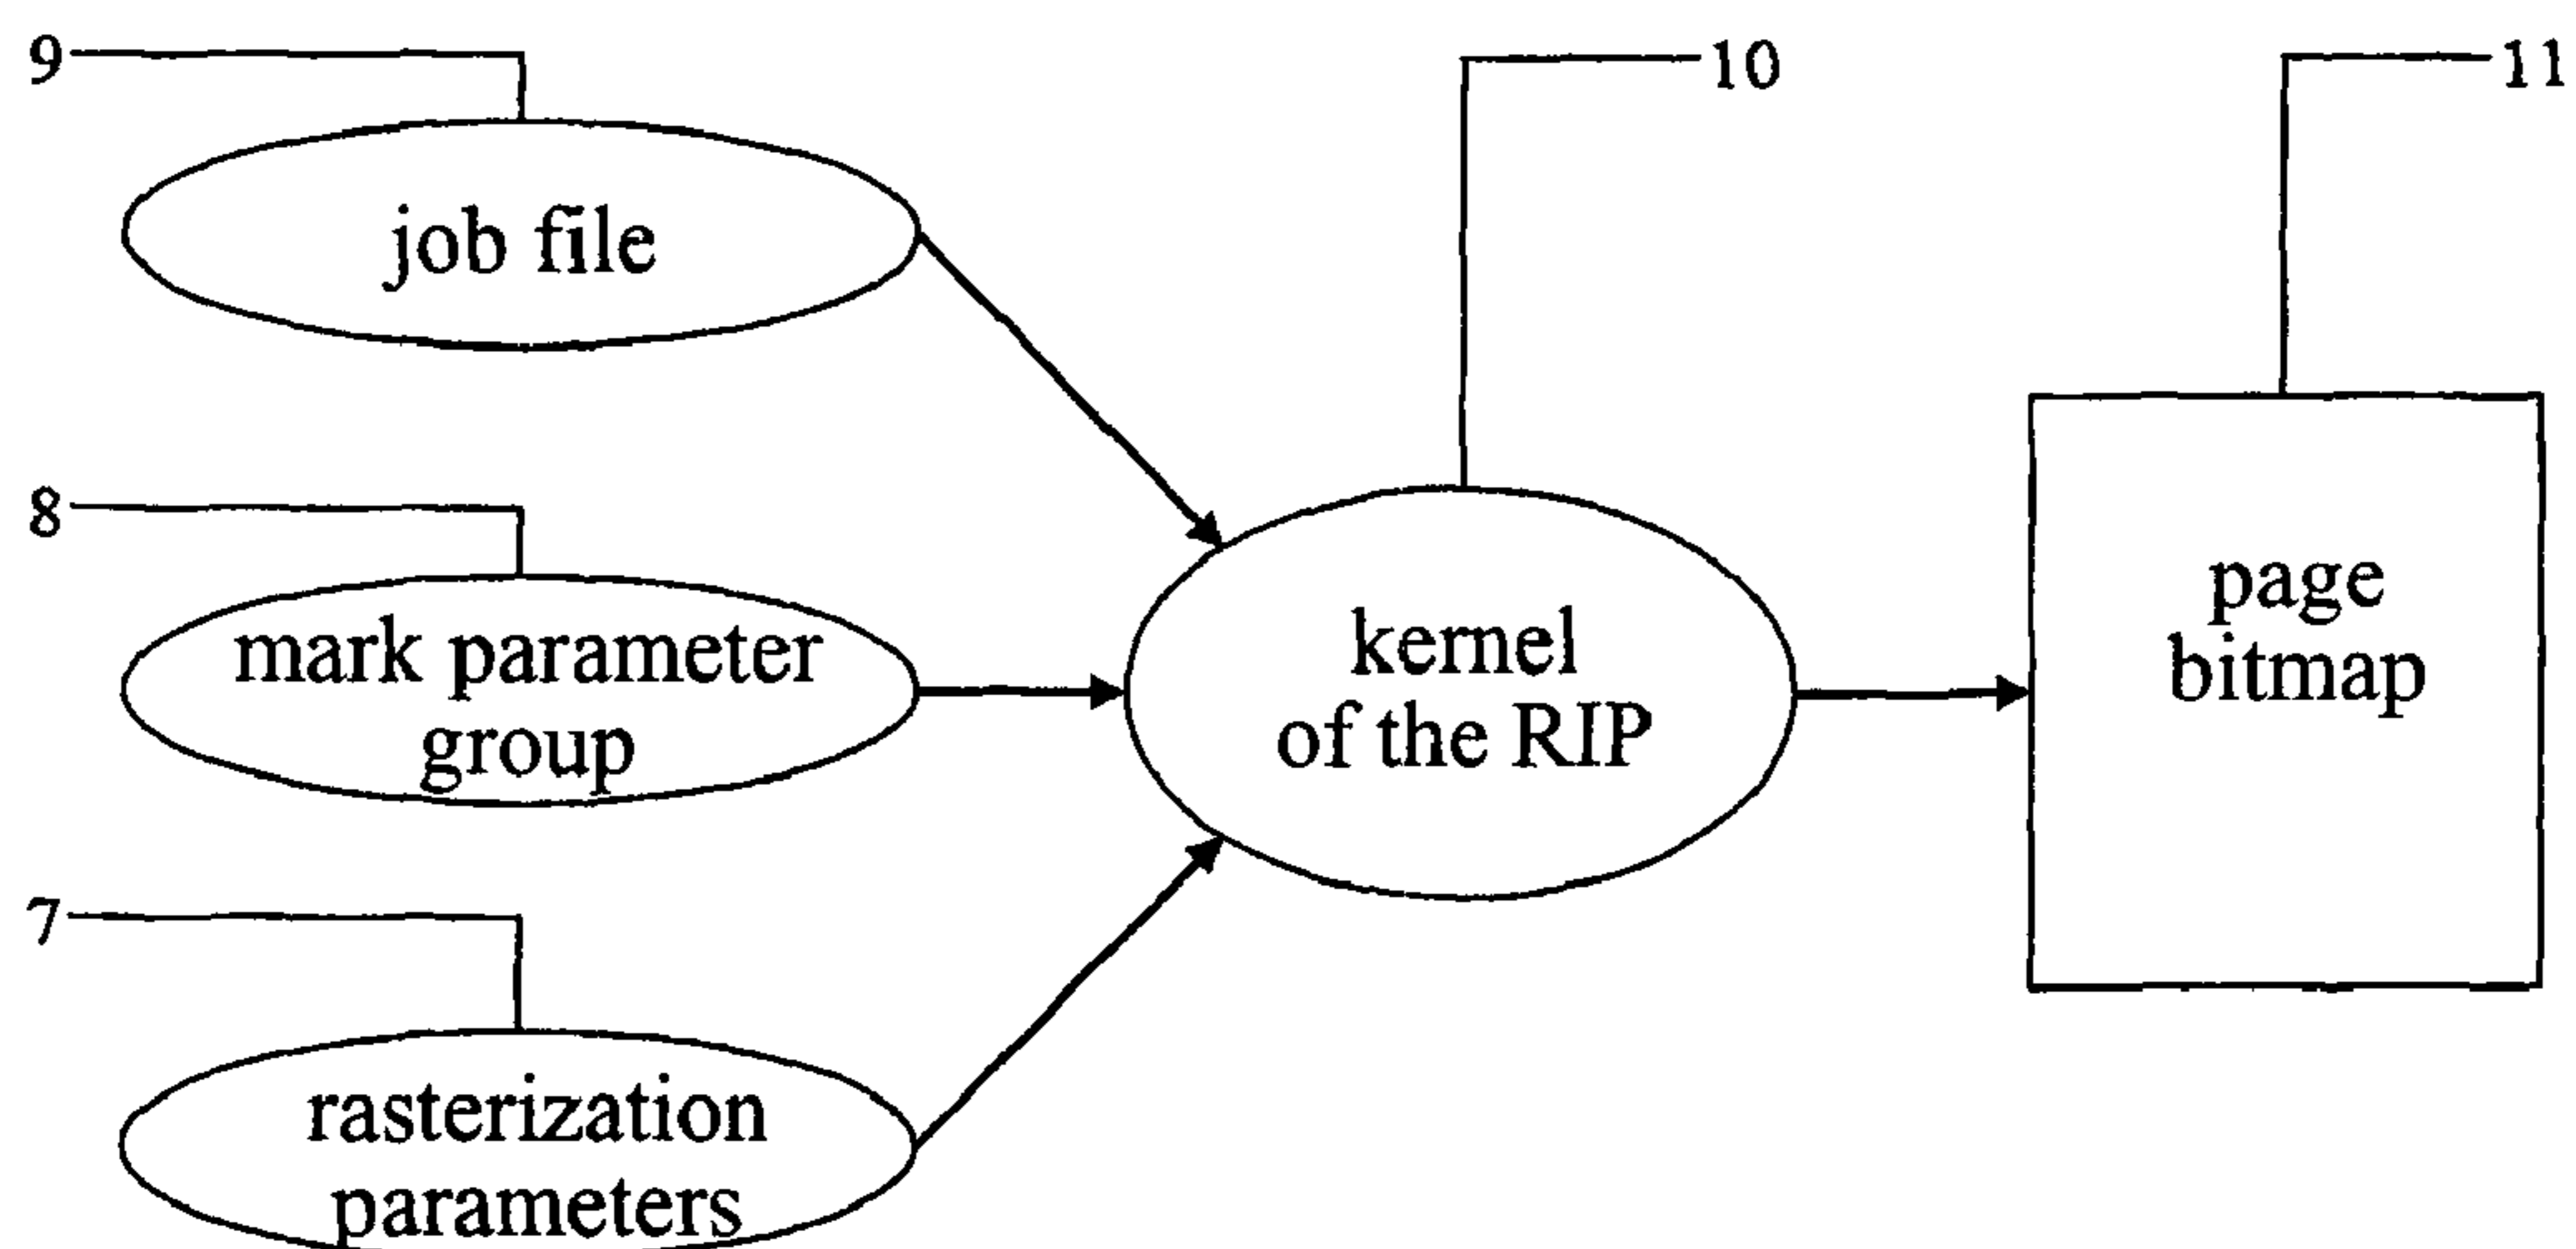 9
10
11
job file
8
mark parameter
group
kernel
of the RIP
page
bitmap
7
rasterization
parameters